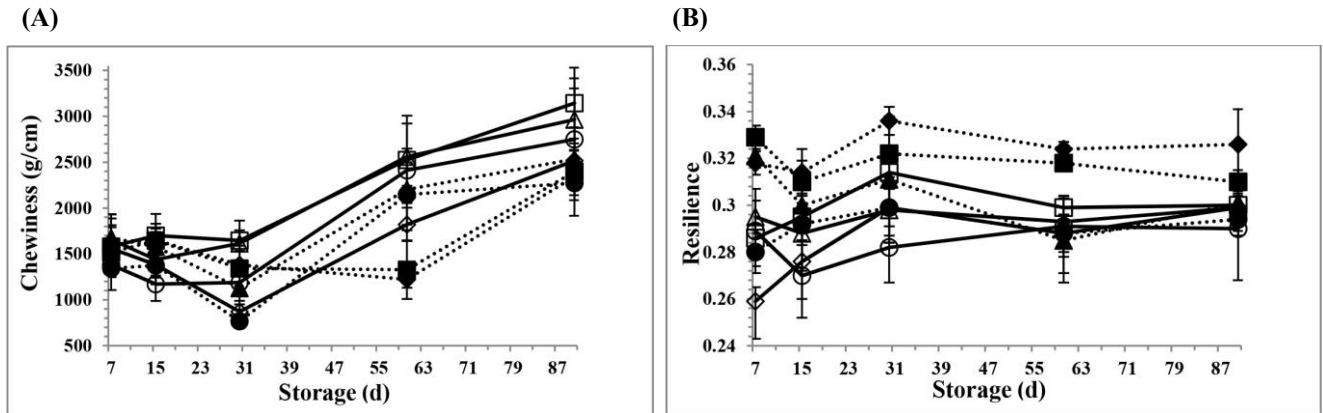 (A)
(B)
3500
3000
2500
2000
1500
1000
500
Chewiness (g/cm)
7 15 23 31 39 47 55 63 71 79 87
Storage (d)
0.36
0.34
0.32
0.3
0.28
0.26
0.24
Resilience
7 15 23 31 39 47 55 63 71 79 87
Storage (d)